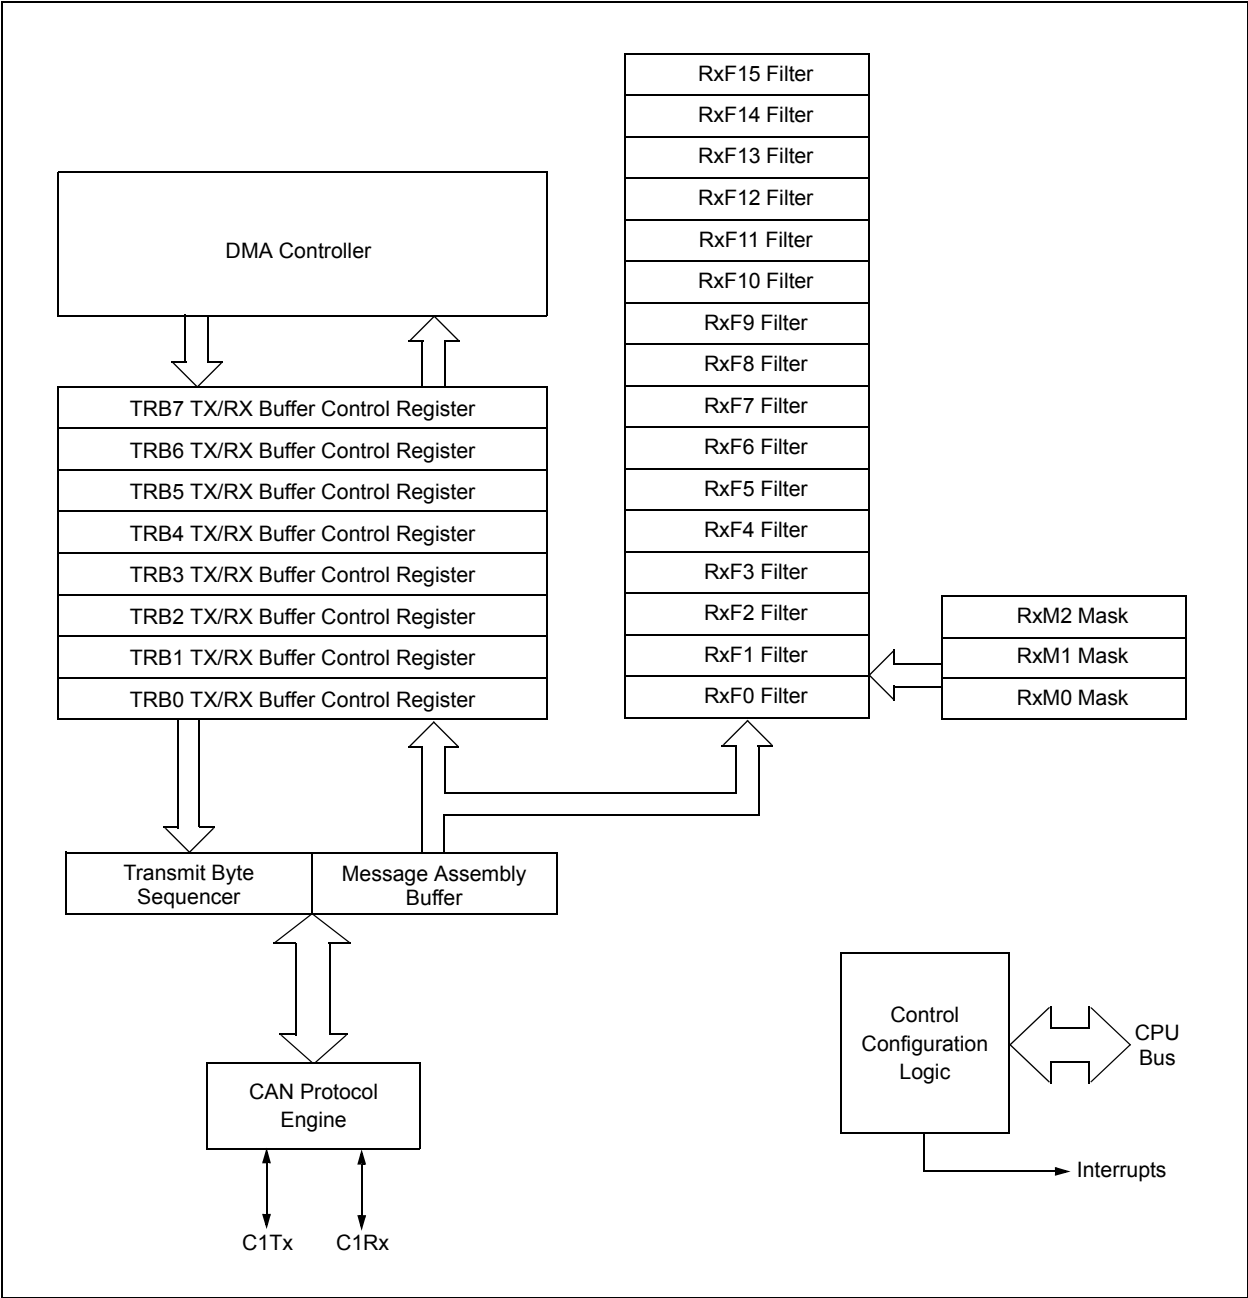 RxF15 Filter
RxF14 Filter
RxF13 Filter
RxF12 Filter
RxF11 Filter
RxF10 Filter
RxF9 Filter
RxF8 Filter
RxF7 Filter
RxF6 Filter
RxF5 Filter
RxF4 Filter
RxF3 Filter
RxF2 Filter
RxF1 Filter
RxF0 Filter
DMA Controller
TRB7 TX/RX Buffer Control Register
TRB6 TX/RX Buffer Control Register
TRB5 TX/RX Buffer Control Register
TRB4 TX/RX Buffer Control Register
TRB3 TX/RX Buffer Control Register
TRB2 TX/RX Buffer Control Register
TRB1 TX/RX Buffer Control Register
TRB0 TX/RX Buffer Control Register
RxM2 Mask
RxM1 Mask
RxM0 Mask
Transmit Byte
Sequencer
Message Assembly
Buffer
CAN Protocol
Engine
C1Tx
C1Rx
Control
Configuration
Logic
CPU
Bus
Interrupts